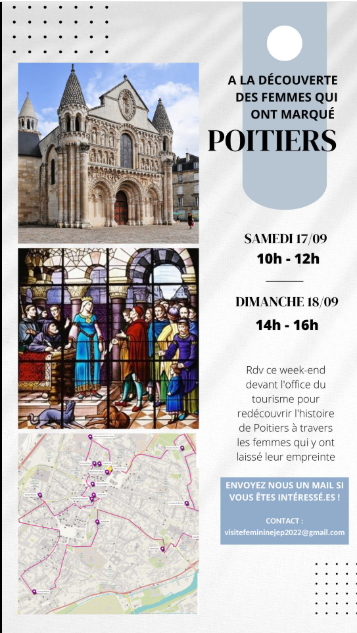 A LA DÉCOUVERTE
DES FEMMES QUI
ONT MARQUÉ
POITIERS
SAMEDI 17/09
10h - 12h
DIMANCHE 18/09
14h - 16h
Rdv ce week-end
devant l'office du
tourisme pour
redécouvrir l'histoire
de Poitiers à travers
les femmes qui y ont
laissé leur empreinte
ENVOYEZ NOUS UN MAIL SI
VOUS ÊTES INTÉRESSÉ.ES !
CONTACT :
visitefemininejep2022@gmail.com